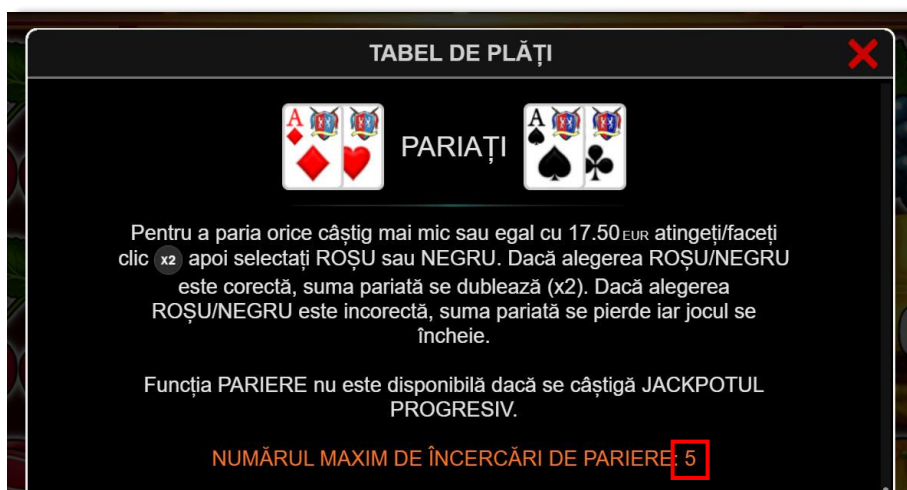 TABEL DE PLĂȚI
A A PARIAȚI A A
Pentru a paria orice câștig mai mic sau egal cu 17.50 EUR atingeți/faceți
clic x2 apoi selectați ROȘU sau NEGRU. Dacă alegerea ROȘU/NEGRU
este corectă, suma pariată se dublează (x2). Dacă alegerea
ROȘU/NEGRU este incorectă, suma pariată se pierde iar jocul se
încheie.
Funcția PARIERE nu este disponibilă dacă se câștigă JACKPOTUL
PROGRESIV.
NUMĂRUL MAXIM DE ÎNCERCĂRI DE PARIERE: 5